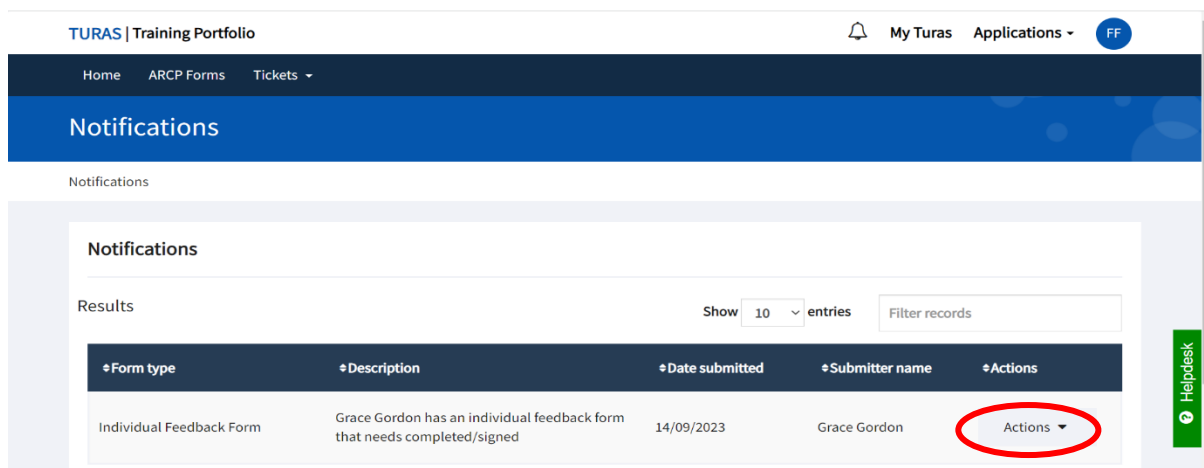 TURAS | Training Portfolio My Turas Applications FF
Home ARCP Forms Tickets
Notifications
Notifications
Notifications
Results Show 10 entries Filter records
Form type Description Date submitted Submitter name Actions
Individual Feedback Form Grace Gordon has an individual feedback form 14/09/2023 Grace Gordon Actions
that needs completed/signed
Helpdesk